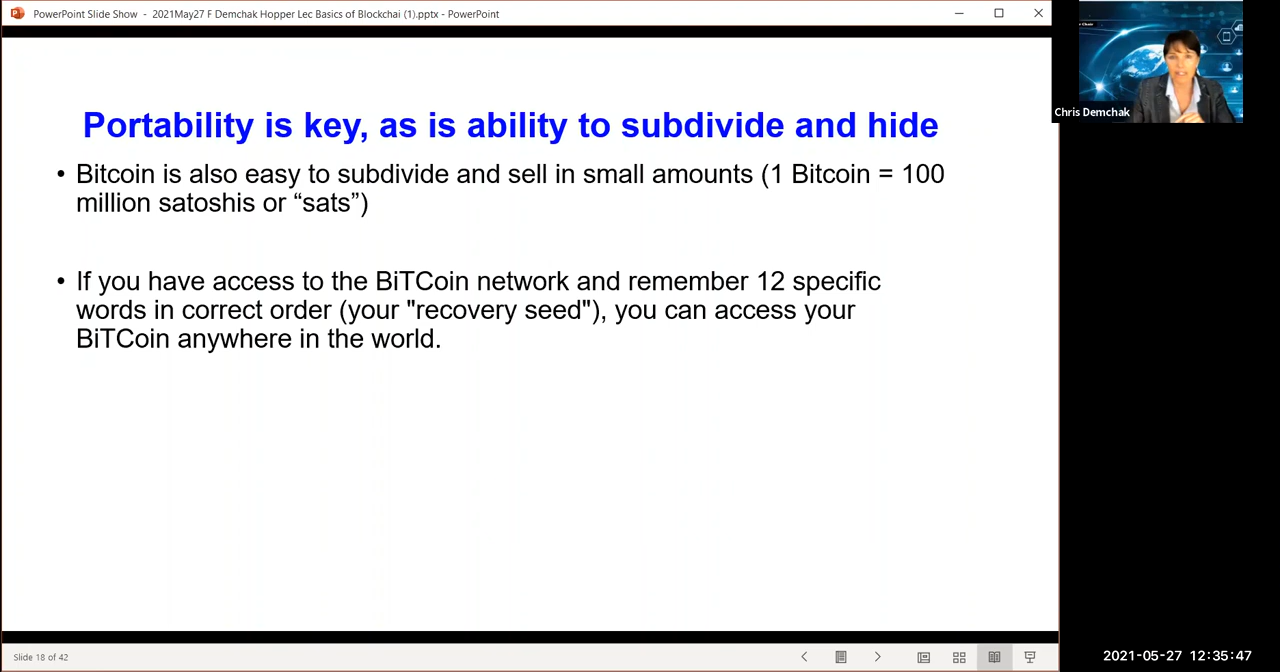 PowerPoint Slide Show - 2021May27 F Demchak Hopper Lec Basics of Blockchai (1).pptx - PowerPoint
Chris Demchak
Portability is key, as is ability to subdivide and hide
• Bitcoin is also easy to subdivide and sell in small amounts (1 Bitcoin = 100
million satoshis or “sats”)
• If you have access to the BiTCoin network and remember 12 specific
words in correct order (your "recovery seed"), you can access your
BiTCoin anywhere in the world.
Slide 18 of 42
2021-05-27 12:35:47